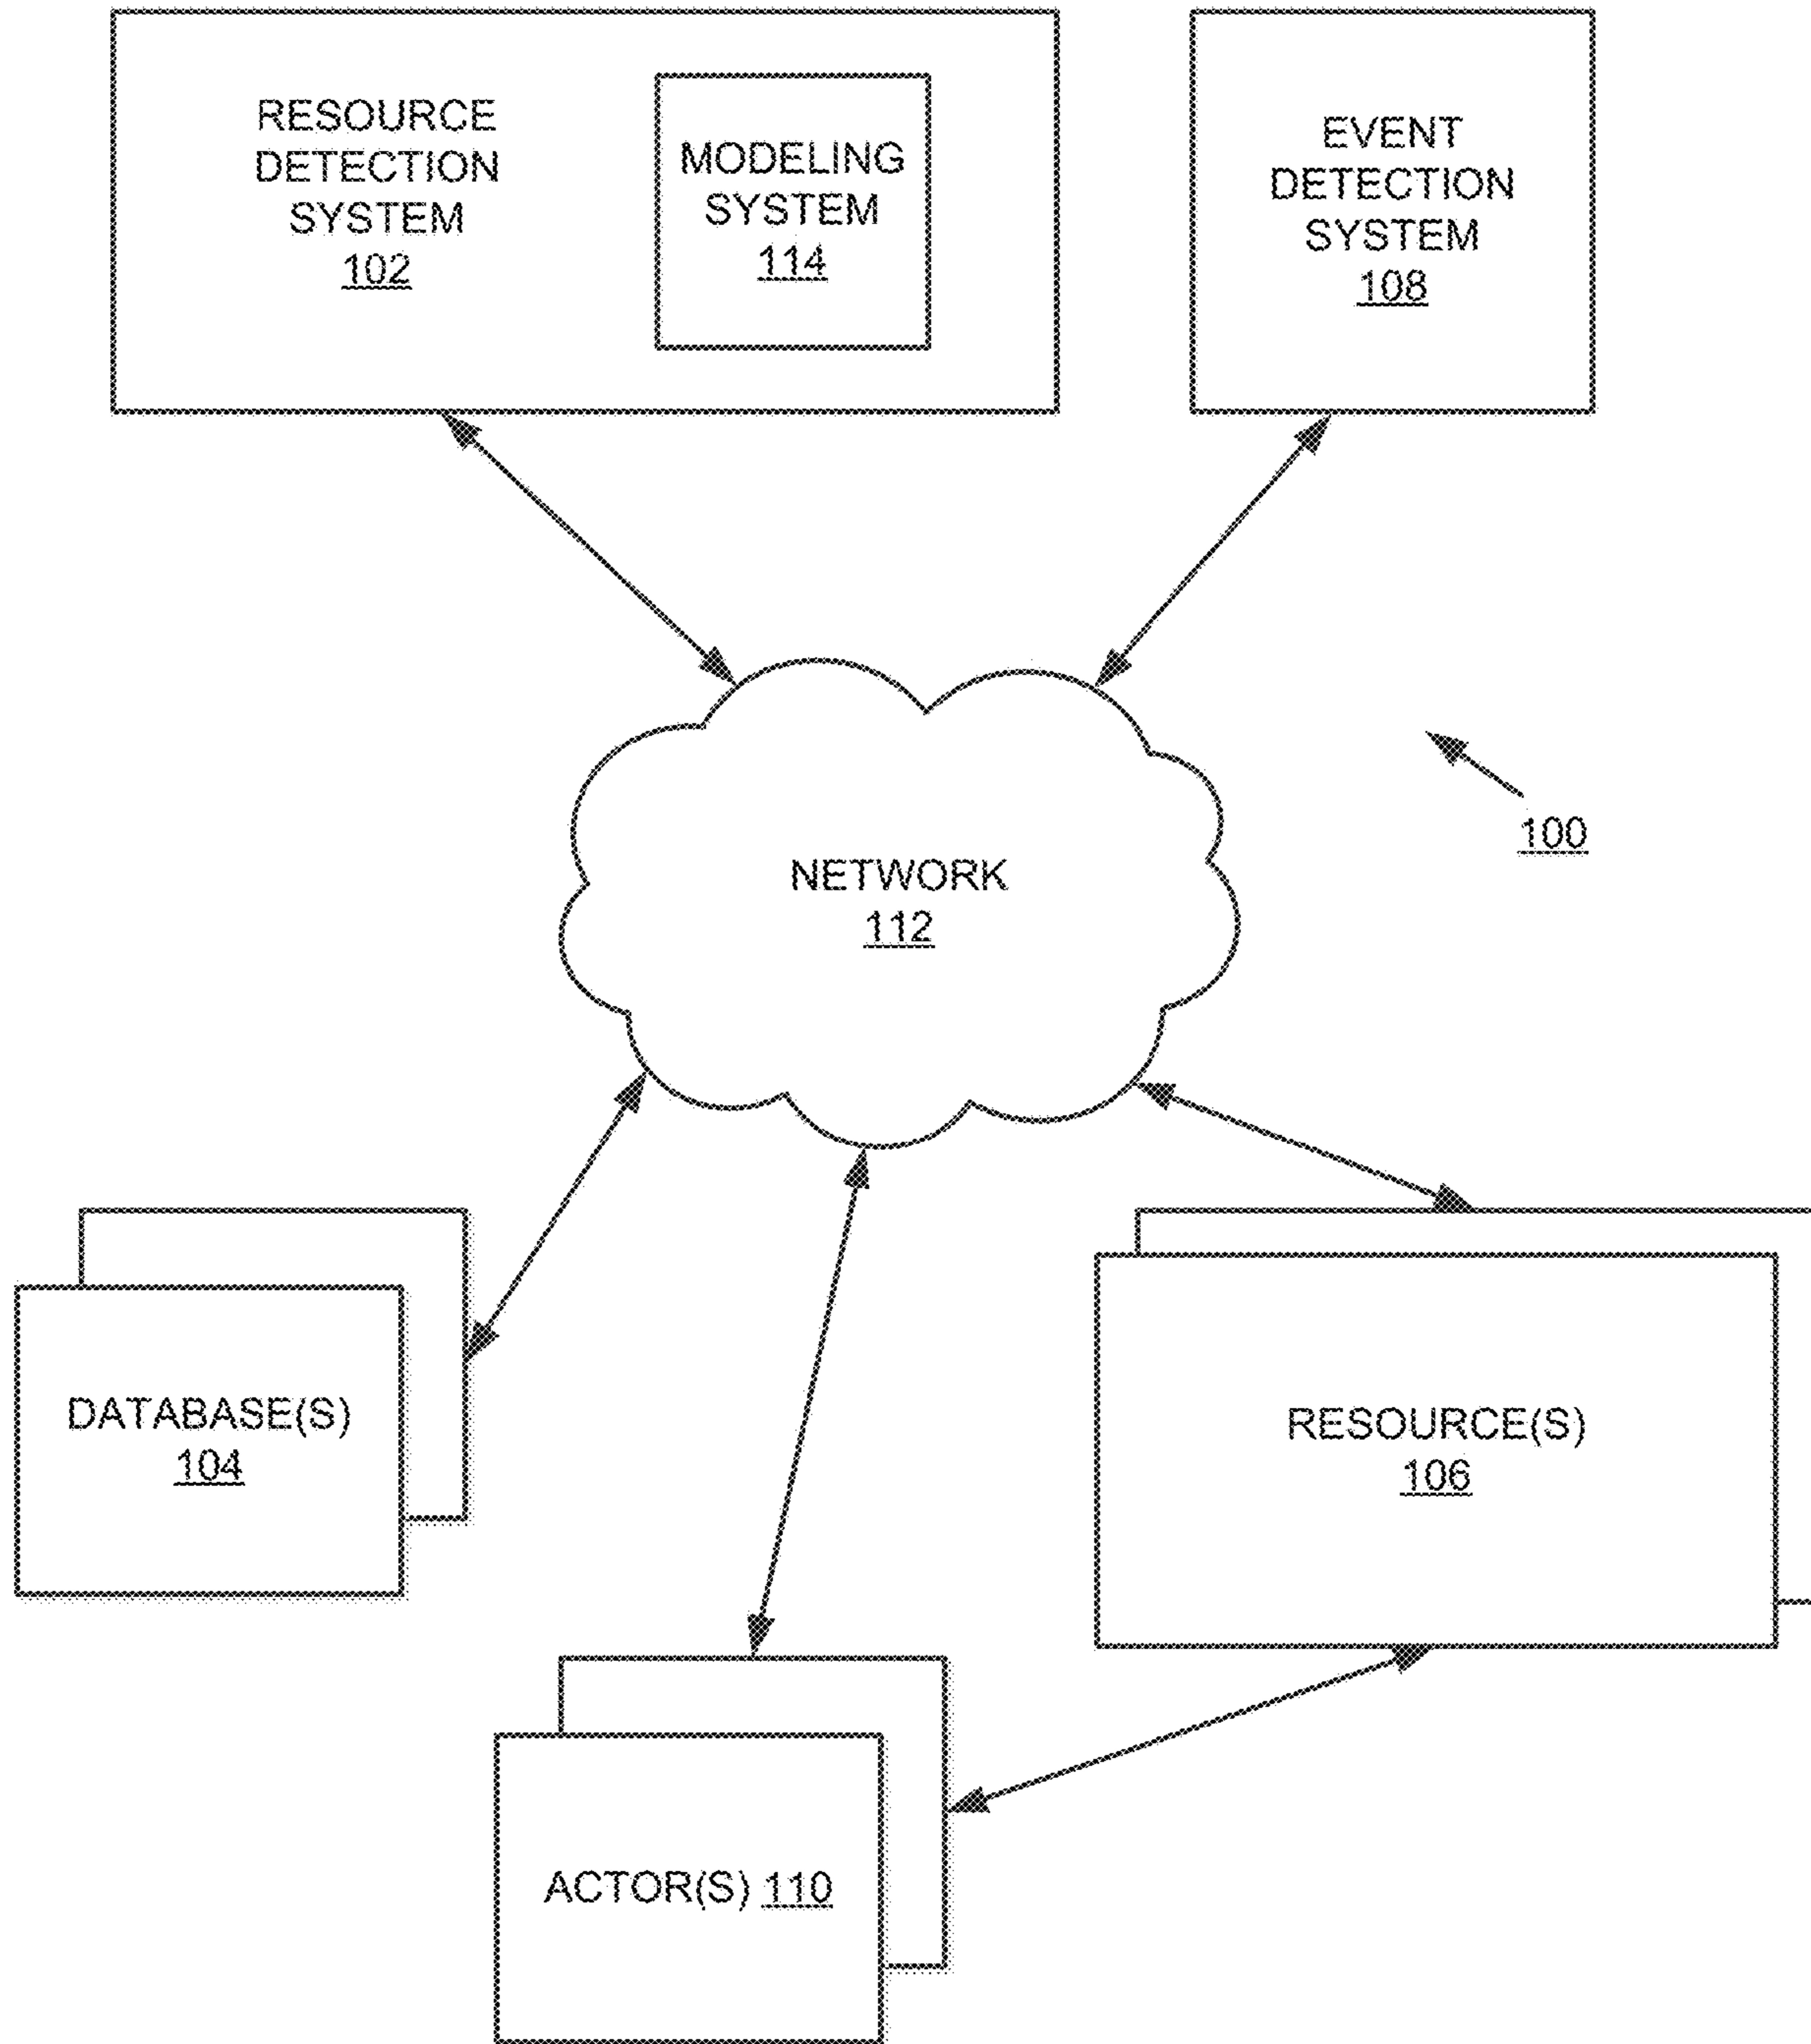 RESOURCE
DETECTION
SYSTEM
102
MODELING
SYSTEM
114
EVENT
DETECTION
SYSTEM
108
100
NETWORK
112
DATABASE(S)
104
RESOURCE(S)
106
ACTOR(S) 110